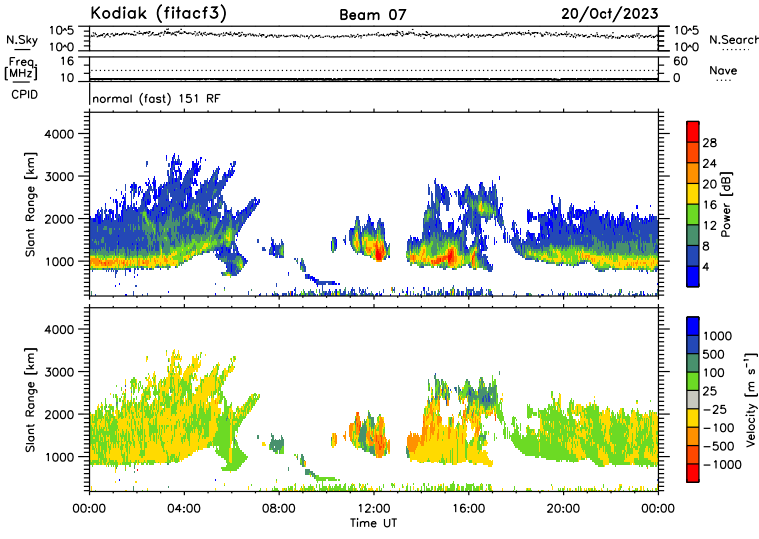 Kodiak (fitacf3) Beam 07 20/Oct/2023
N.Sky 10^5 10^0 10^5 10^0 N.Search
Freq. [MHz] 16 10 60 0 Nave
CPID normal (fast) 151 RF
Slant Range [km] 4000 3000 2000 1000
Power [dB] 28 24 20 16 12 8 4
Slant Range [km] 4000 3000 2000 1000
Velocity [m s^-1] 1000 500 100 25 -25 -100 -500 -1000
00:00 04:00 08:00 12:00 16:00 20:00 00:00
Time UT